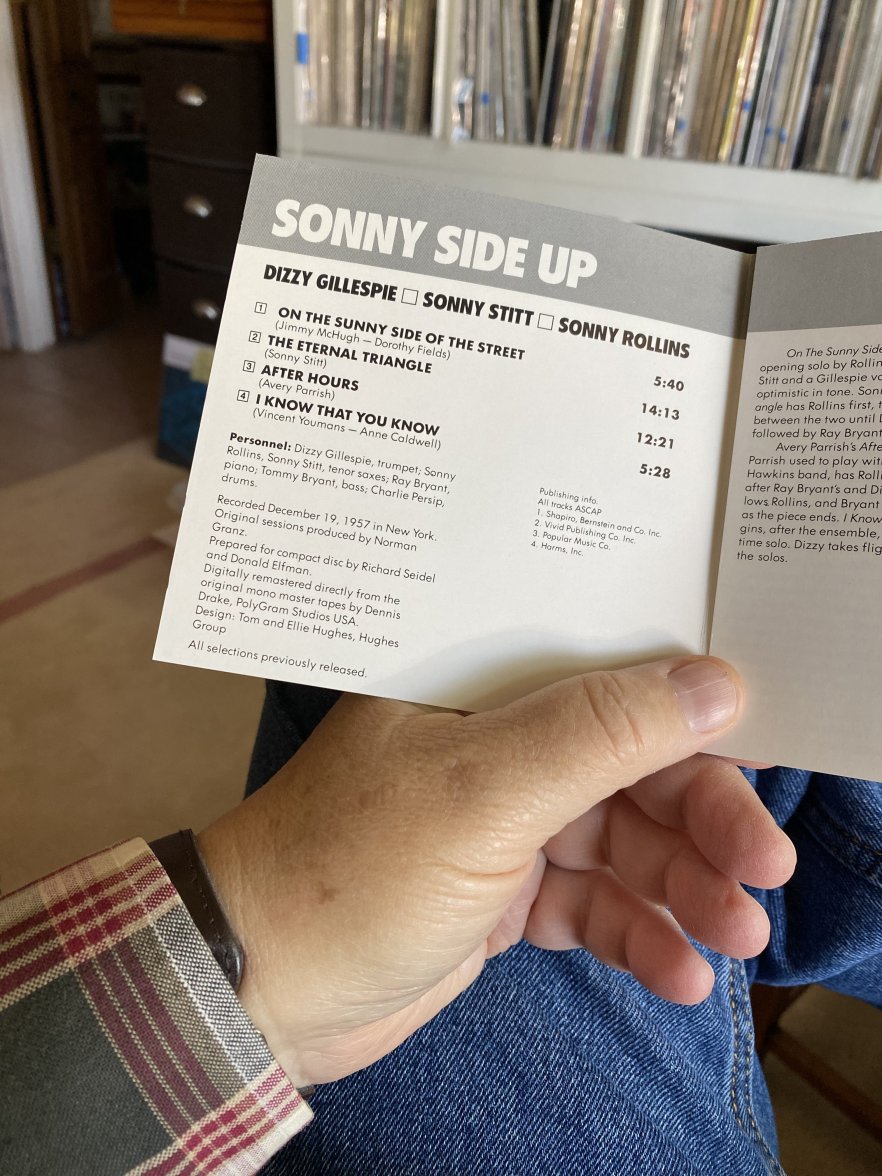 SONNY SIDE UP
DIZZY GILLESPIE □ SONNY STITT □ SONNY ROLLINS
1 ON THE SUNNY SIDE OF THE STREET 5:40
(Jimmy McHugh — Dorothy Fields)
2 THE ETERNAL TRIANGLE 14:13
(Sonny Stitt)
3 AFTER HOURS 12:21
(Avery Parrish)
4 I KNOW THAT YOU KNOW 5:28
(Vincent Youmans — Anne Caldwell)
Personnel: Dizzy Gillespie, trumpet; Sonny
Rollins, Sonny Stitt, tenor saxes; Ray Bryant,
piano; Tommy Bryant, bass; Charlie Persip,
drums.
Recorded December 19, 1957 in New York.
Original sessions produced by Norman
Granz.
Prepared for compact disc by Richard Seidel
and Donald Elfman.
Digitally remastered directly from the
original mono master tapes by Dennis
Drake, PolyGram Studios USA.
Design: Tom and Ellie Hughes, Hughes
Group
All selections previously released.
Publishing info.
All tracks ASCAP
1. Shapiro, Bernstein and Co. Inc.
2. Vivid Publishing Co. Inc.
3. Popular Music Co.
4. Harms, Inc.
On The Sunny Side
opening solo by Rollin
Stitt and a Gillespie vo
optimistic in tone. Sonn
angle has Rollins first, t
between the two until
followed by Ray Bryant
Avery Parrish's Afte
Parrish used to play wit
Hawkins band, has Roll
after Ray Bryant's and Di
lows Rollins, and Bryant
as the piece ends. I Know
gins, after the ensemble,
time solo. Dizzy takes flig
the solos.